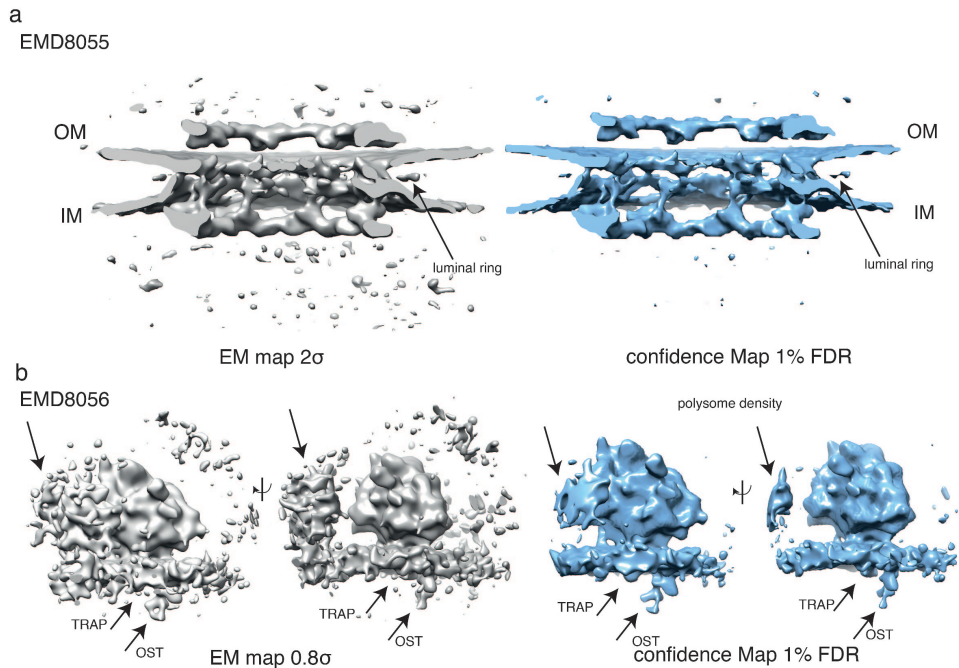 a
EMD8055
OM
OM
IM
IM
luminal ring
luminal ring
EM map 2σ
confidence Map 1% FDR
b
EMD8056
polysome density
TRAP
OST
TRAP
OST
TRAP
OST
TRAP
OST
EM map 0.8σ
confidence Map 1% FDR